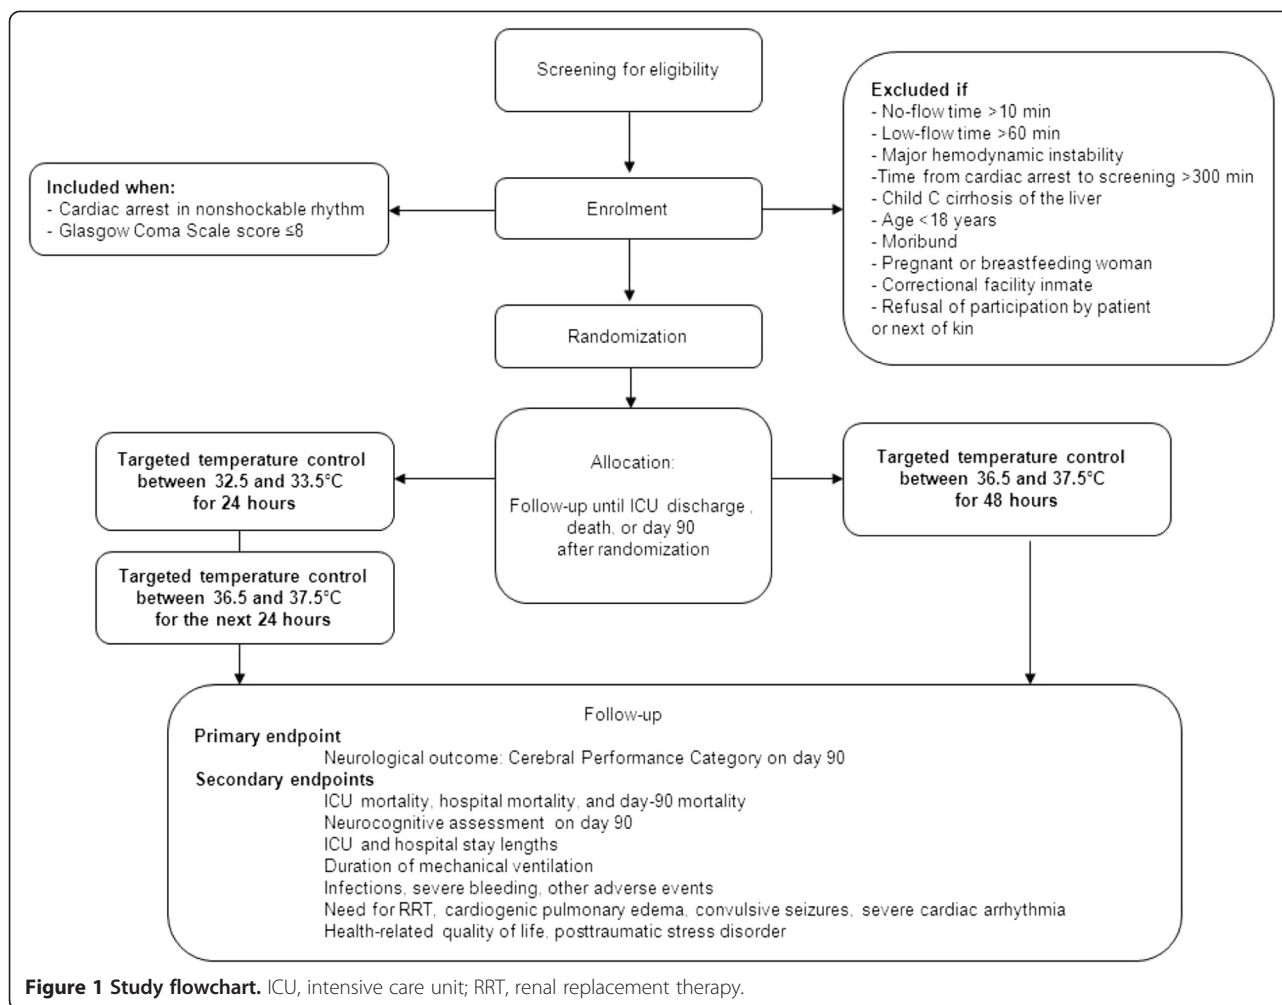 Screening for eligibility
Excluded if
- No-flow time >10 min
- Low-flow time >60 min
- Major hemodynamic instability
-Time from cardiac arrest to screening >300 min
- Child C cirrhosis of the liver
- Age <18 years
- Moribund
- Pregnant or breastfeeding woman
- Correctional facility inmate
- Refusal of participation by patient
or next of kin
Included when:
- Cardiac arrest in nonshockable rhythm
- Glasgow Coma Scale score ≤8
Enrolment
Randomization
Allocation:
Follow-up until ICU discharge ,
death, or day 90
after randomization
Targeted temperature control
between 32.5 and 33.5°C
for 24 hours
Targeted temperature control
between 36.5 and 37.5°C
for the next 24 hours
Targeted temperature control
between 36.5 and 37.5°C
for 48 hours
Follow-up
Primary endpoint
Neurological outcome: Cerebral Performance Category on day 90
Secondary endpoints
ICU mortality, hospital mortality, and day-90 mortality
Neurocognitive assessment on day 90
ICU and hospital stay lengths
Duration of mechanical ventilation
Infections, severe bleeding, other adverse events
Need for RRT, cardiogenic pulmonary edema, convulsive seizures, severe cardiac arrhythmia
Health-related quality of life, posttraumatic stress disorder
Figure 1 Study flowchart. ICU, intensive care unit; RRT, renal replacement therapy.